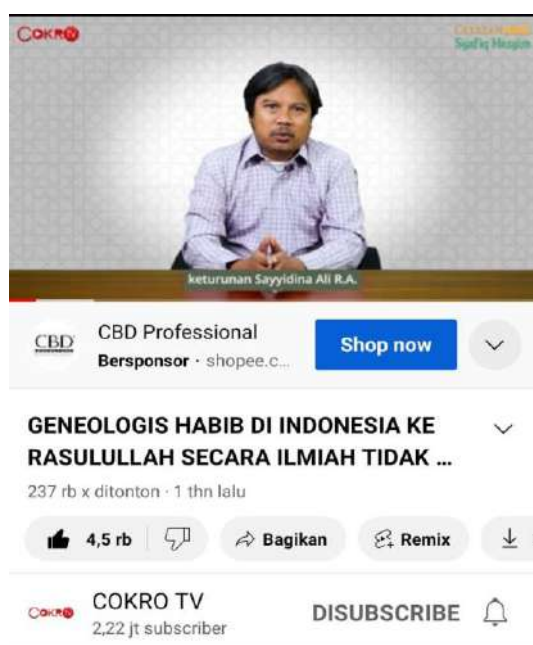 COKRO
CATATAN
Syafiq Hasyim
keturunan Sayyidina Ali R.A.
CBD
CBD Professional
Bersponsor · shopee.c...
Shop now
GENEOLOGIS HABIB DI INDONESIA KE
RASULULLAH SECARA ILMIAH TIDAK ...
237 rb x ditonton · 1 thn lalu
4,5 rb
Bagikan
Remix
COKRO
COKRO TV
2,22 jt subscriber
DISUBSCRIBE